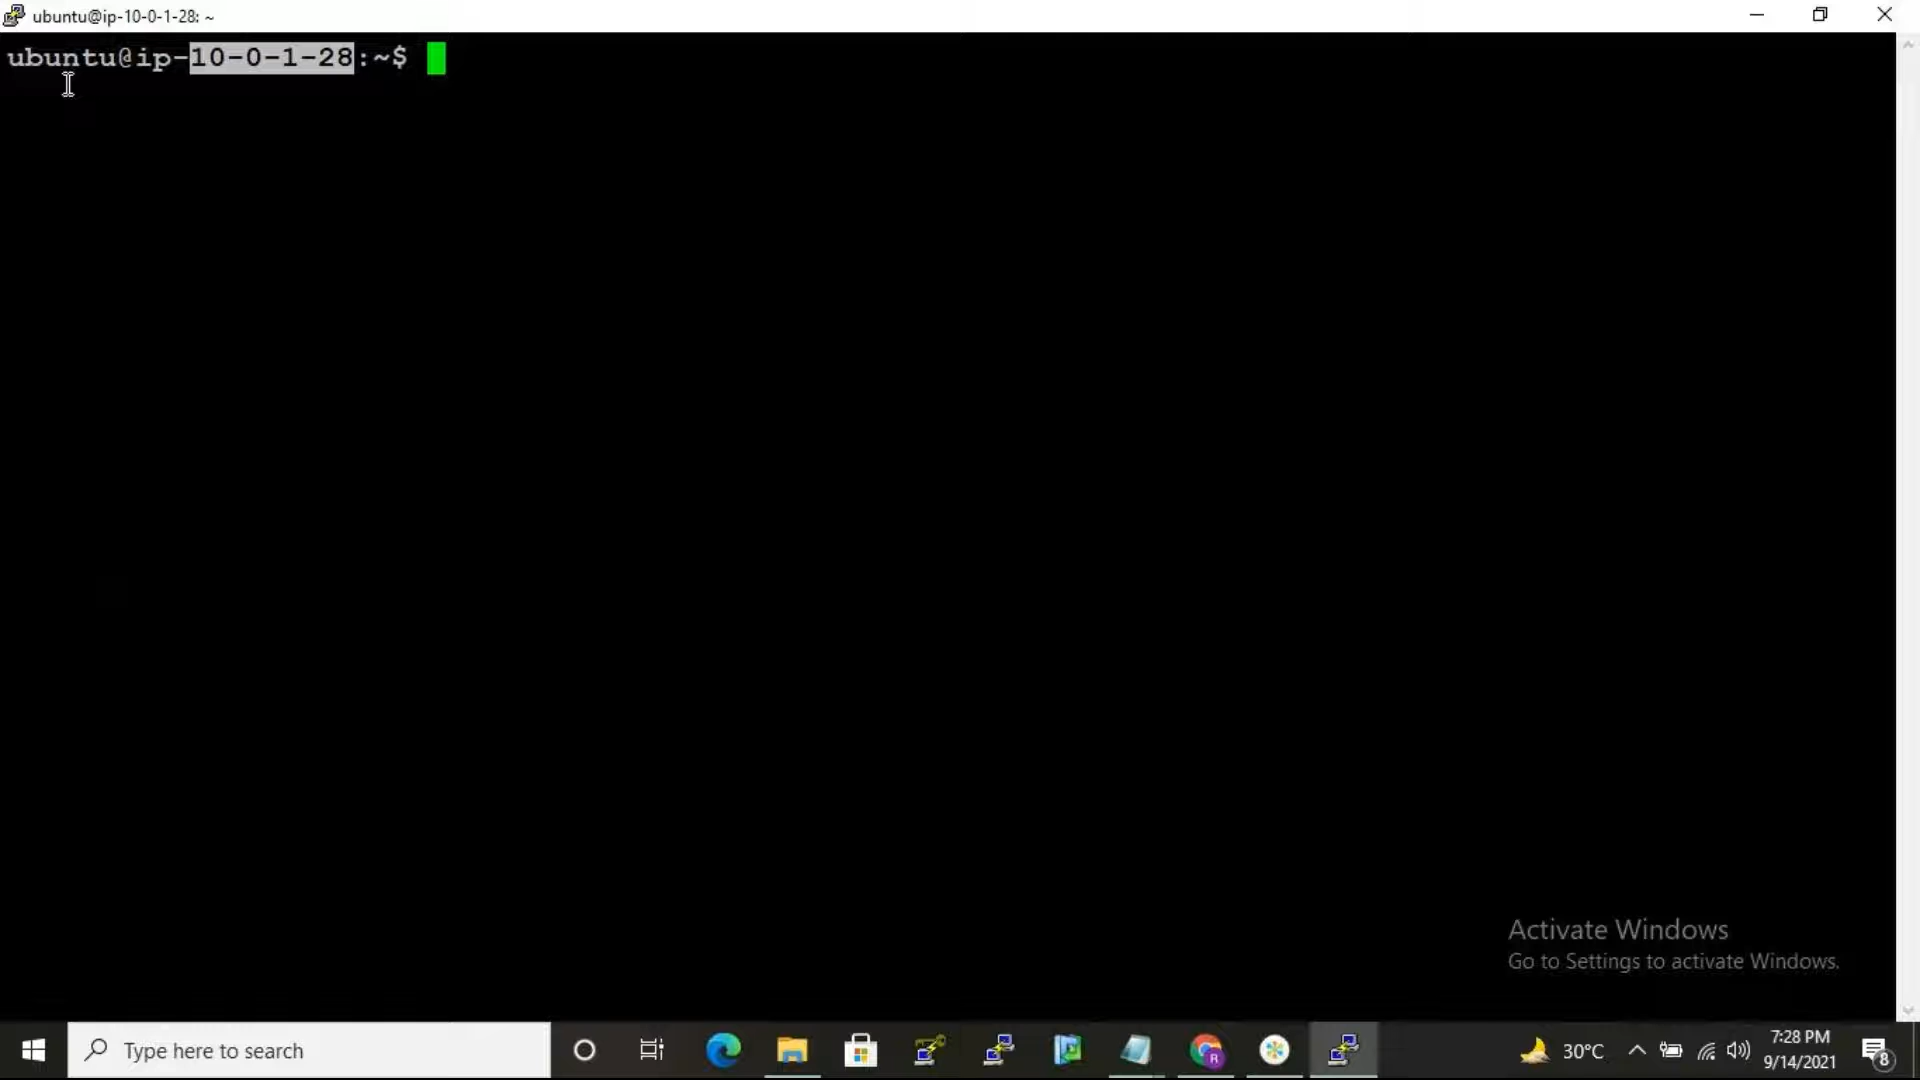 ubuntu@ip-10-0-1-28: ~
ubuntu@ip-10-0-1-28:~$
Activate Windows
Go to Settings to activate Windows.
Type here to search
30°C
7:28 PM
9/14/2021
8
R